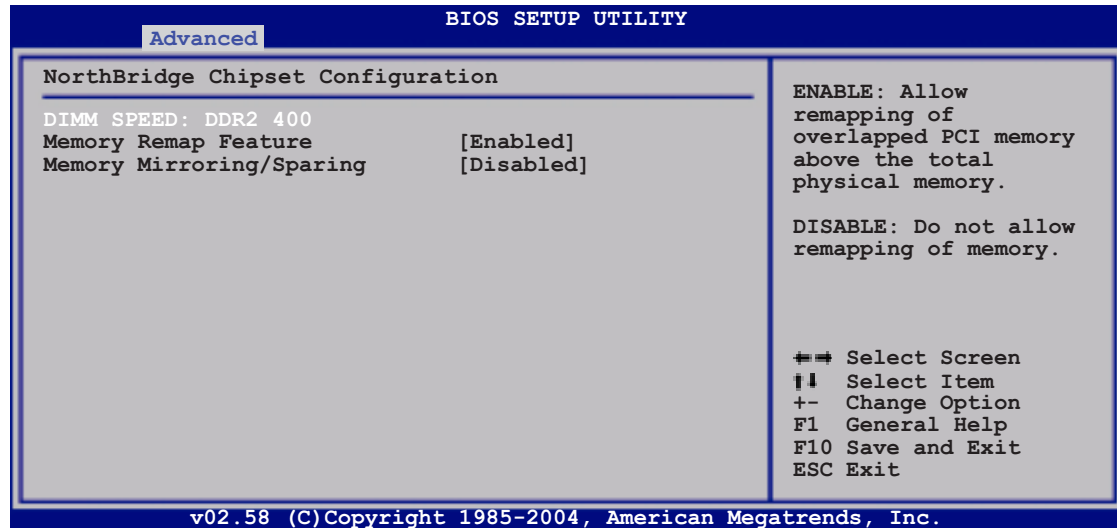 BIOS SETUP UTILITY
Advanced
NorthBridge Chipset Configuration
DIMM SPEED: DDR2 400
Memory Remap Feature [Enabled]
Memory Mirroring/Sparing [Disabled]
ENABLE: Allow
remapping of
overlapped PCI memory
above the total
physical memory.
DISABLE: Do not allow
remapping of memory.
←→ Select Screen
↑↓ Select Item
+- Change Option
F1 General Help
F10 Save and Exit
ESC Exit
v02.58 (C)Copyright 1985-2004, American Megatrends, Inc.